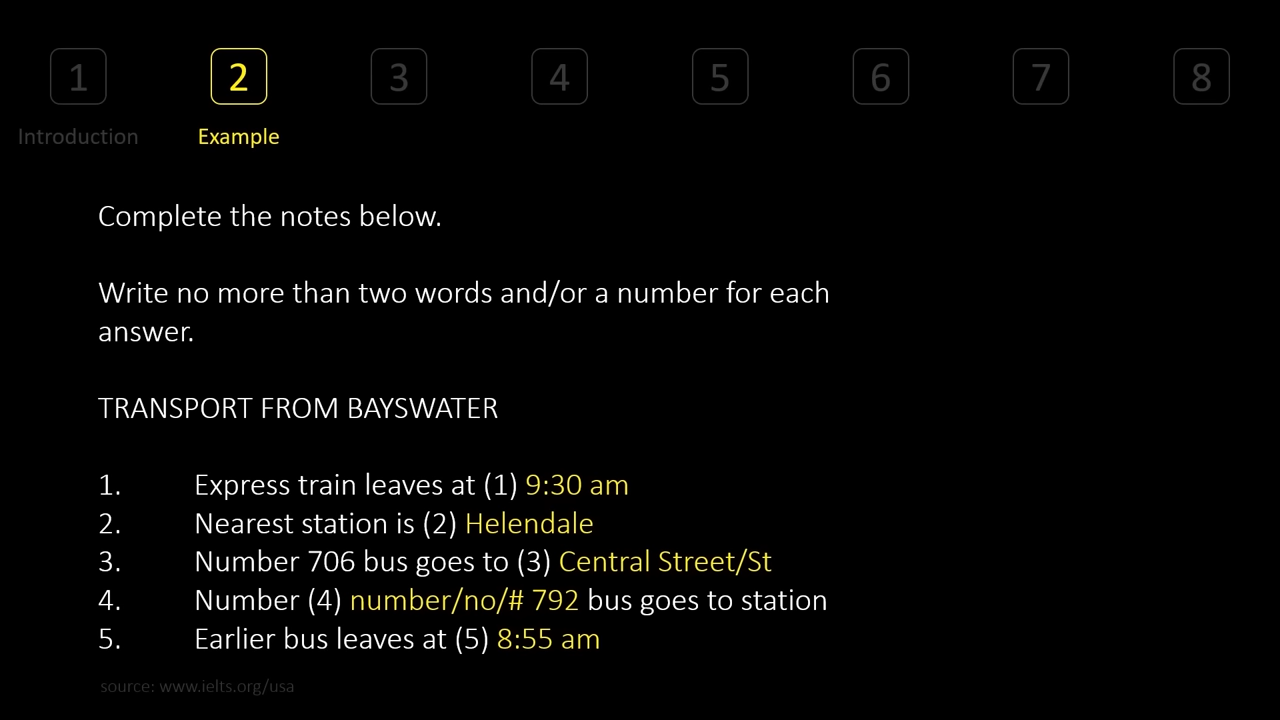 1 2 3 4 5 6 7 8
Introduction Example
Complete the notes below.
Write no more than two words and/or a number for each
answer.
TRANSPORT FROM BAYSWATER
1. Express train leaves at (1) 9:30 am
2. Nearest station is (2) Helendale
3. Number 706 bus goes to (3) Central Street/St
4. Number (4) number/no/# 792 bus goes to station
5. Earlier bus leaves at (5) 8:55 am
source: www.ielts.org/usa